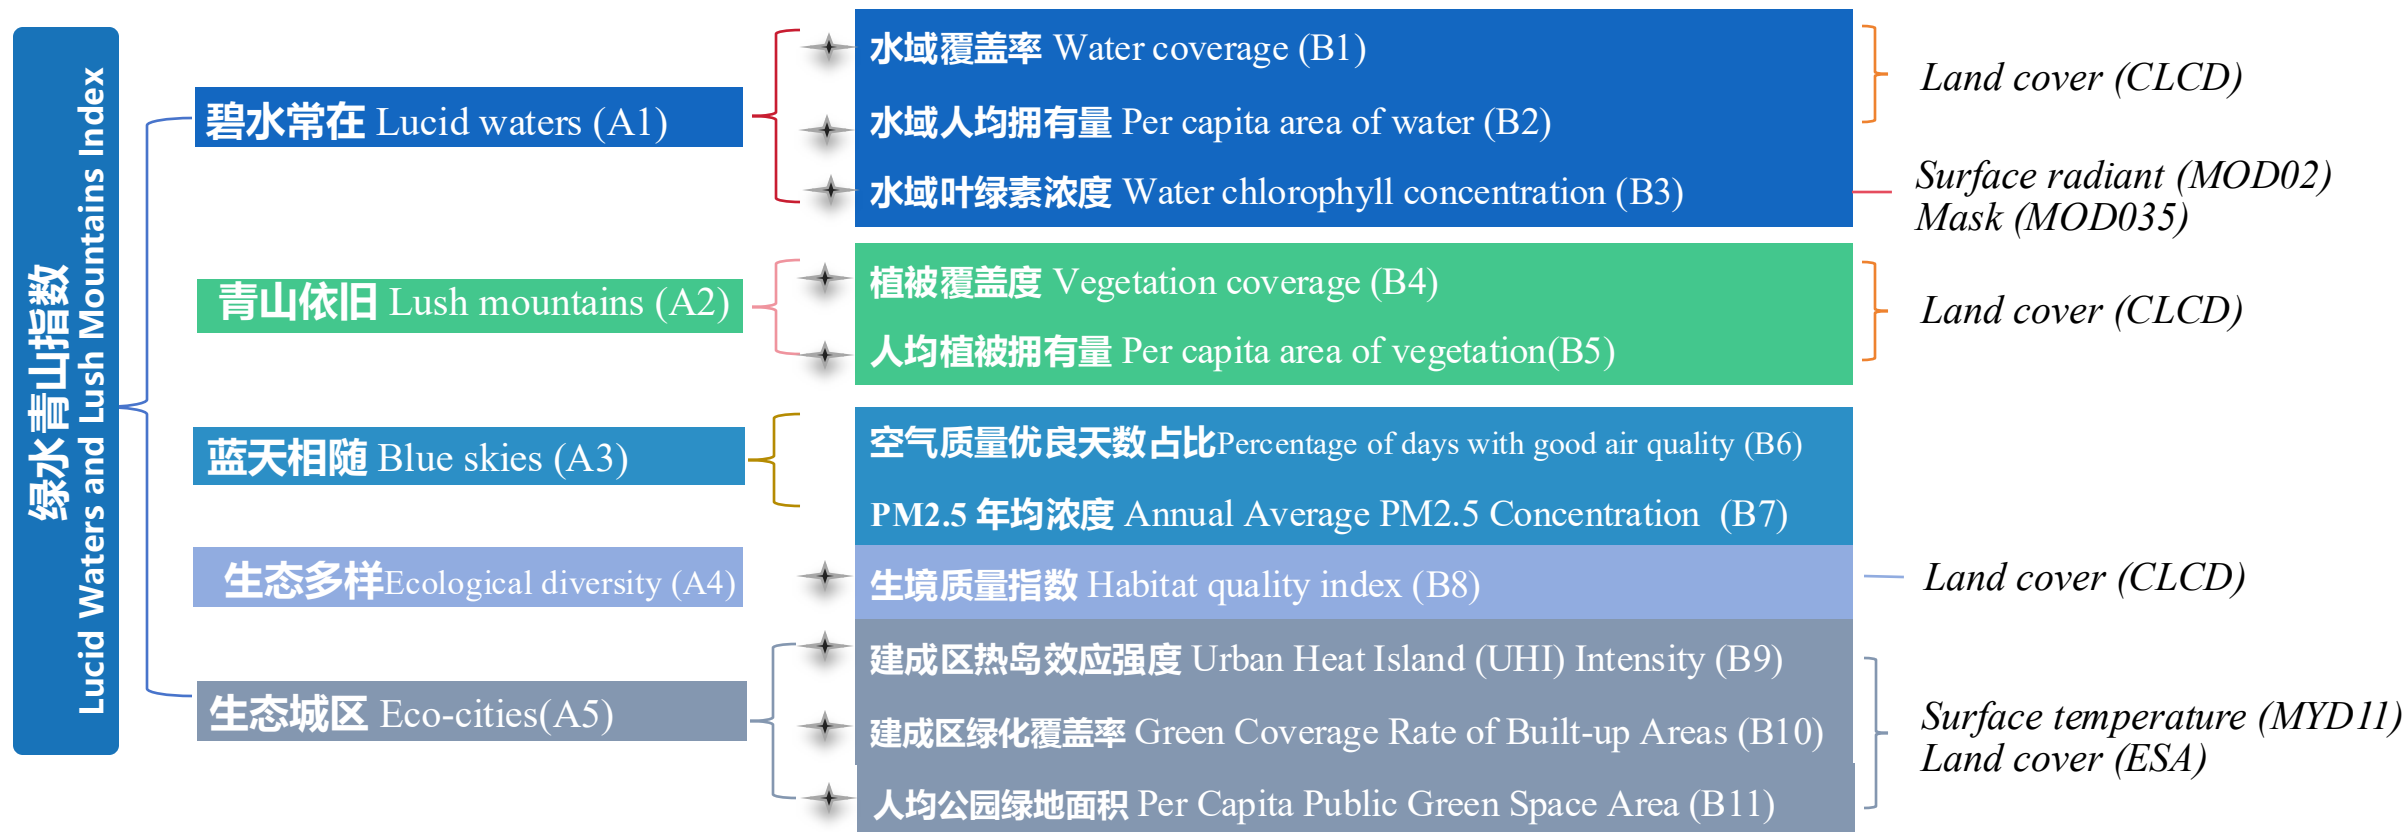 绿水青山指数
Lucid Waters and Lush Mountains Index
碧水常在 Lucid waters (A1)
水域覆盖率 Water coverage (B1)
水域人均拥有量 Per capita area of water (B2)
Land cover (CLCD)
水域叶绿素浓度 Water chlorophyll concentration (B3)
Surface radiant (MOD02)
Mask (MOD035)
青山依旧 Lush mountains (A2)
植被覆盖度 Vegetation coverage (B4)
人均植被拥有量 Per capita area of vegetation(B5)
Land cover (CLCD)
蓝天相随 Blue skies (A3)
空气质量优良天数占比Percentage of days with good air quality (B6)
PM2.5 年均浓度 Annual Average PM2.5 Concentration (B7)
生态多样Ecological diversity (A4)
生境质量指数 Habitat quality index (B8)
Land cover (CLCD)
生态城区 Eco-cities(A5)
建成区热岛效应强度 Urban Heat Island (UHI) Intensity (B9)
建成区绿化覆盖率 Green Coverage Rate of Built-up Areas (B10)
人均公园绿地面积 Per Capita Public Green Space Area (B11)
Surface temperature (MYD11)
Land cover (ESA)